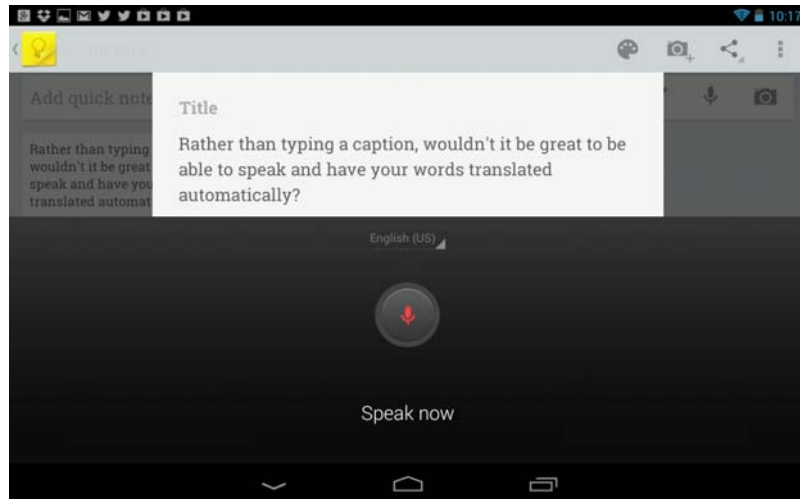 10:17
Add quick note
Title
Rather than typing a caption, wouldn't it be great to be
able to speak and have your words translated
automatically?
Rather than typing
wouldn't it be great
speak and have you
translated automat
English (US)
Speak now